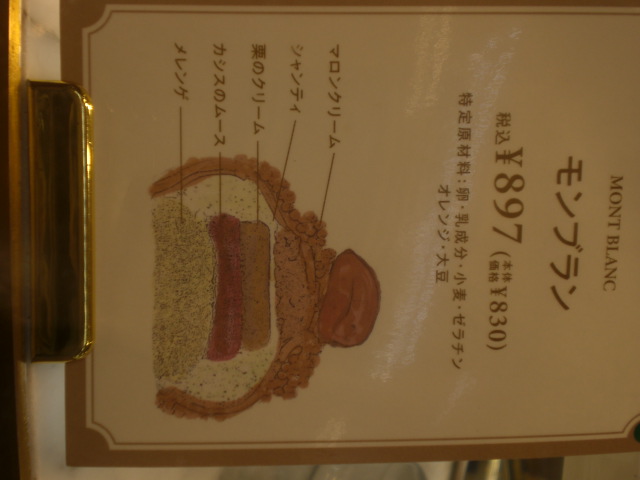 MONT BLANC
モンブラン
税込¥897(本体価格¥830)
特定原材料:卵・乳成分・小麦・ゼラチン
オレンジ・大豆
マロンクリーム
シャンティ
栗のクリーム
カシスのムース
メレンゲ